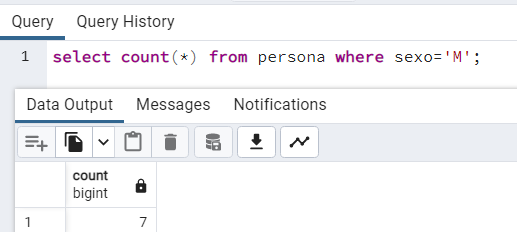 Query Query History
1 select count(*) from persona where sexo='M';
Data Output Messages Notifications
count
bigint
1 7